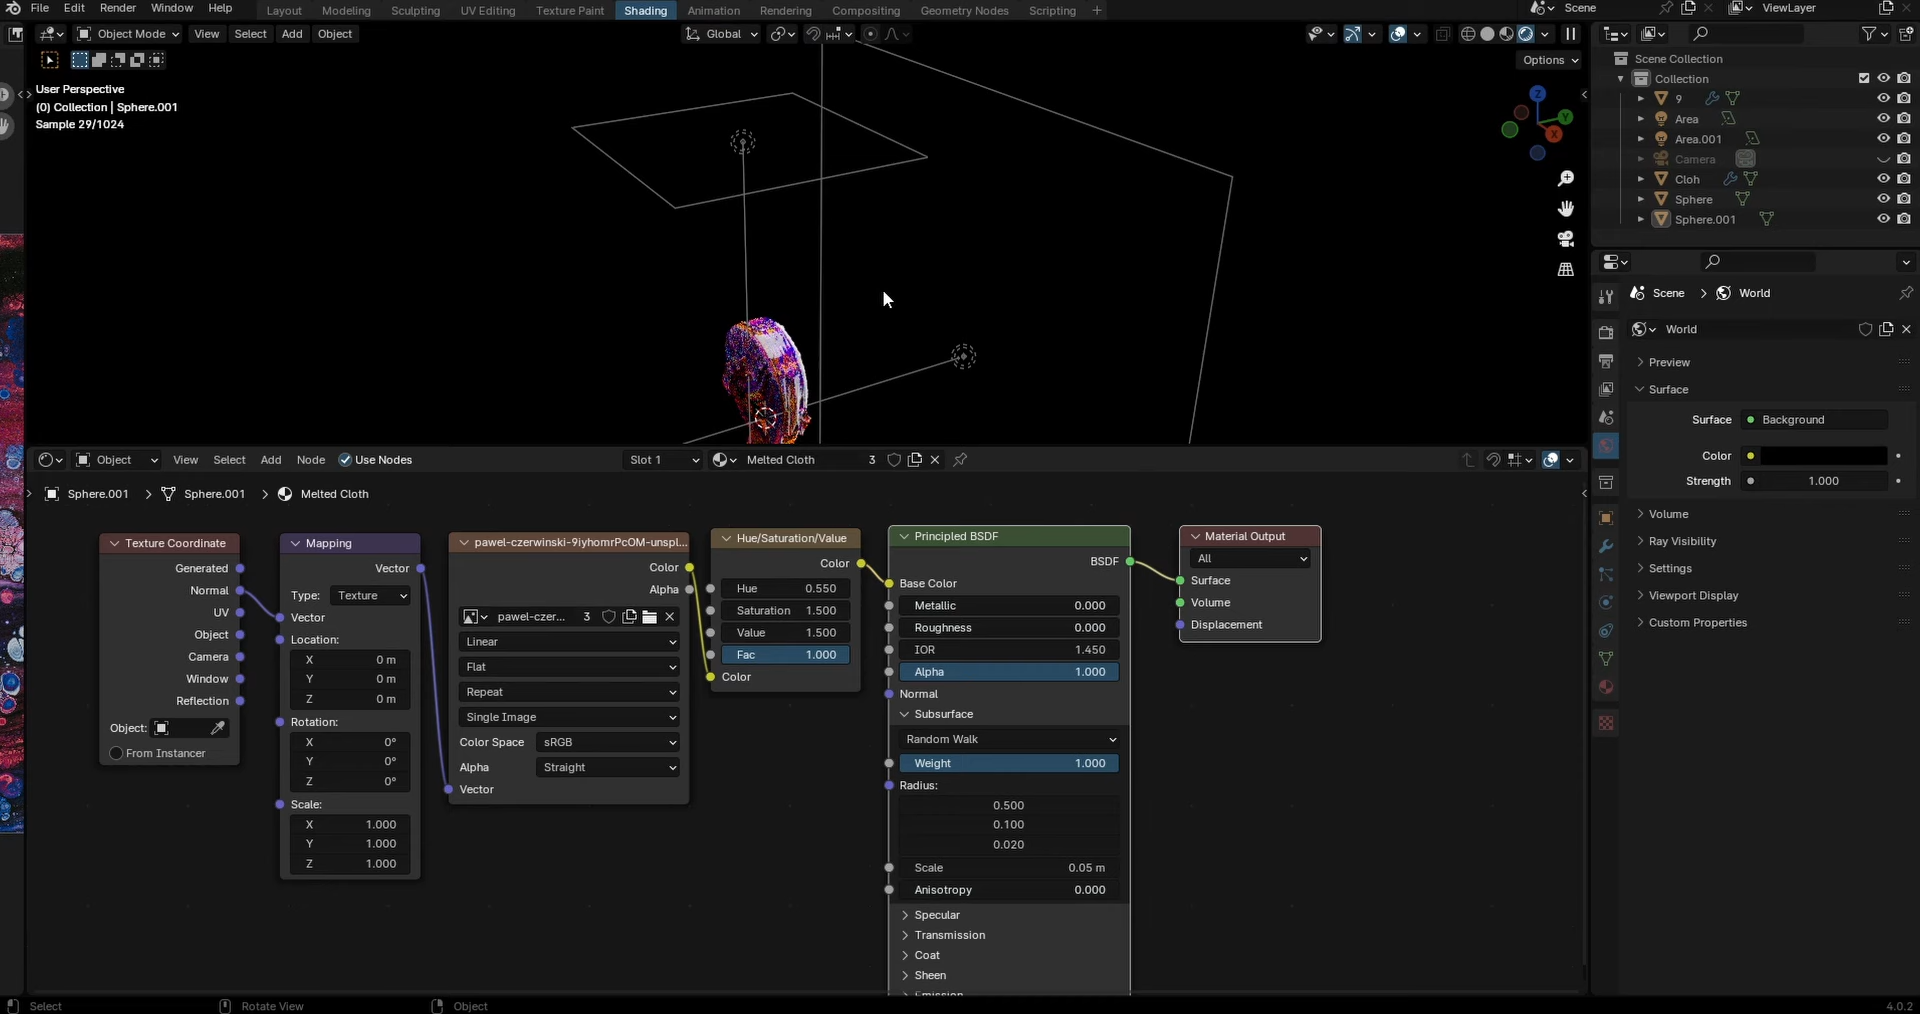 File Edit Render Window Help
Layout Modeling Sculpting UV Editing Texture Paint Shading Animation Rendering Compositing Geometry Nodes Scripting +
Scene ViewLayer
Object Mode View Select Add Object
Global
Options
User Perspective
(0) Collection | Sphere.001
Sample 29/1024
Z
Y
X
Scene Collection
Collection
9
Area
Area.001
Camera
Cloh
Sphere
Sphere.001
Scene > World
World
Preview
Surface
Surface Background
Color
Strength 1.000
Volume
Ray Visibility
Settings
Viewport Display
Custom Properties
Object View Select Add Node Use Nodes Slot 1 Melted Cloth 3
Sphere.001 > Sphere.001 > Melted Cloth
Texture Coordinate
Generated
Normal
UV
Object
Camera
Window
Reflection
Object:
From Instancer
Mapping
Vector
Type: Texture
Vector
Location:
X 0 m
Y 0 m
Z 0 m
Rotation:
X 0°
Y 0°
Z 0°
Scale:
X 1.000
Y 1.000
Z 1.000
pawel-czerwinski-9iyhomrPcOM-unspl...
Color
Alpha
pawel-czer... 3
Linear
Flat
Repeat
Single Image
Color Space sRGB
Alpha Straight
Vector
Hue/Saturation/Value
Color
Hue 0.550
Saturation 1.500
Value 1.500
Fac 1.000
Color
Principled BSDF
BSDF
Base Color
Metallic 0.000
Roughness 0.000
IOR 1.450
Alpha 1.000
Normal
Subsurface
Random Walk
Weight 1.000
Radius:
0.500
0.100
0.020
Scale 0.05 m
Anisotropy 0.000
Specular
Transmission
Coat
Sheen
Emission
Material Output
All
Surface
Volume
Displacement
Select Rotate View Object
4.0.2